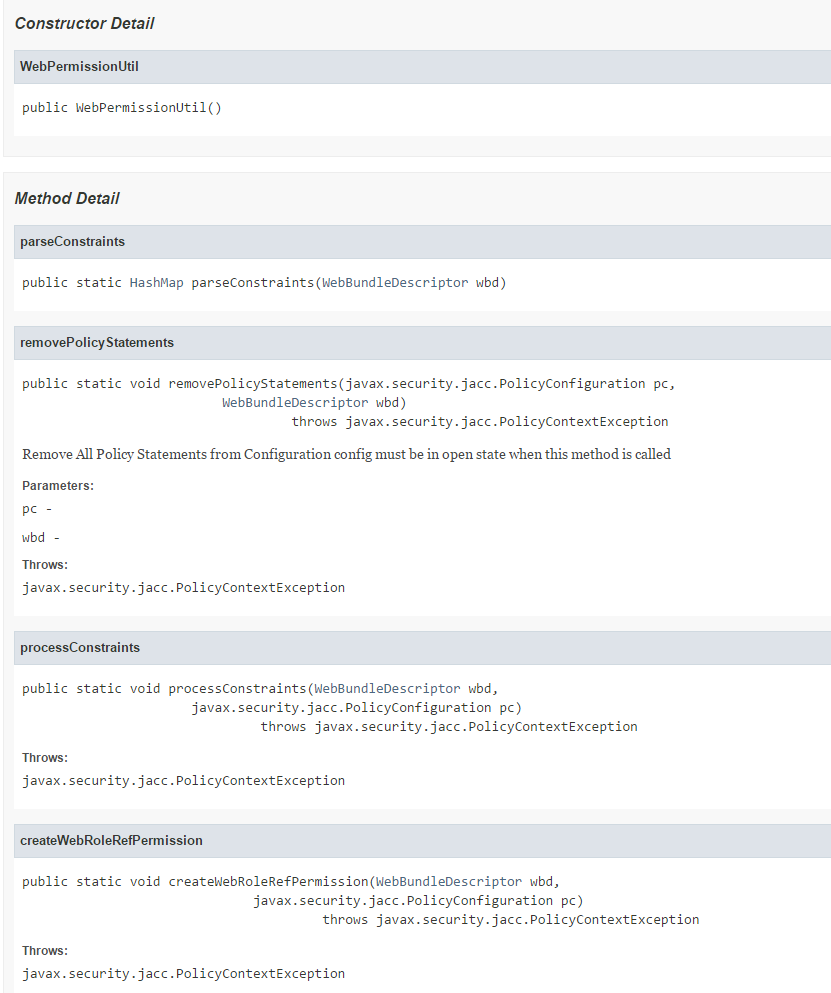 Constructor Detail
WebPermissionUtil
public WebPermissionUtil()
Method Detail
parseConstraints
public static HashMap parseConstraints(WebBundleDescriptor wbd)
removePolicyStatements
public static void removePolicyStatements(javax.security.jacc.PolicyConfiguration pc,
WebBundleDescriptor wbd)
throws javax.security.jacc.PolicyContextException
Remove All Policy Statements from Configuration config must be in open state when this method is called
Parameters:
pc -
wbd -
Throws:
javax.security.jacc.PolicyContextException
processConstraints
public static void processConstraints(WebBundleDescriptor wbd,
javax.security.jacc.PolicyConfiguration pc)
throws javax.security.jacc.PolicyContextException
Throws:
javax.security.jacc.PolicyContextException
createWebRoleRefPermission
public static void createWebRoleRefPermission(WebBundleDescriptor wbd,
javax.security.jacc.PolicyConfiguration pc)
throws javax.security.jacc.PolicyContextException
Throws:
javax.security.jacc.PolicyContextException